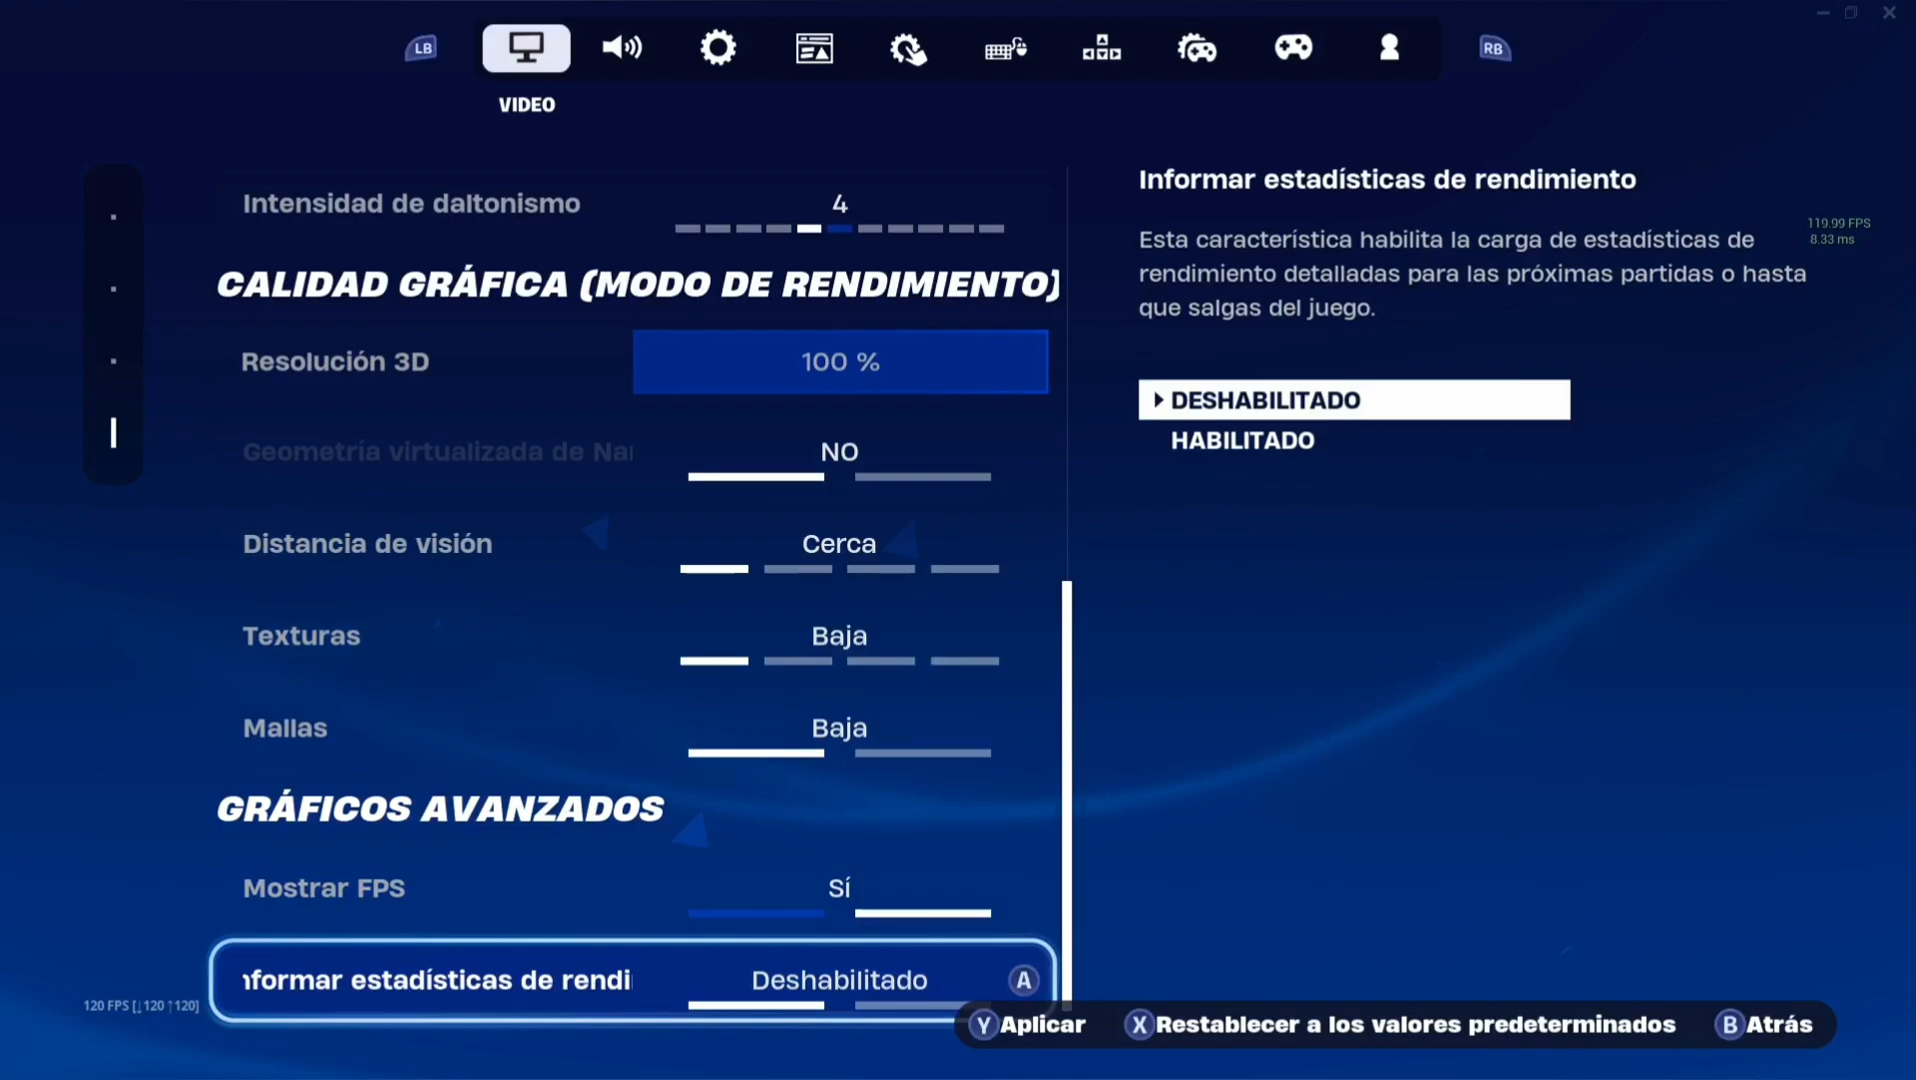 LB
RB
VIDEO
Intensidad de daltonismo
4
CALIDAD GRÁFICA (MODO DE RENDIMIENTO)
Resolución 3D
100 %
Geometría virtualizada de Na
NO
Distancia de visión
Cerca
Texturas
Baja
Mallas
Baja
GRÁFICOS AVANZADOS
Mostrar FPS
Sí
nformar estadísticas de rendi
Deshabilitado
A
Informar estadísticas de rendimiento
119.99 FPS
8.33 ms
Esta característica habilita la carga de estadísticas de
rendimiento detalladas para las próximas partidas o hasta
que salgas del juego.
DESHABILITADO
HABILITADO
120 FPS [↓120 ↑120]
Y Aplicar
X Restablecer a los valores predeterminados
B Atrás